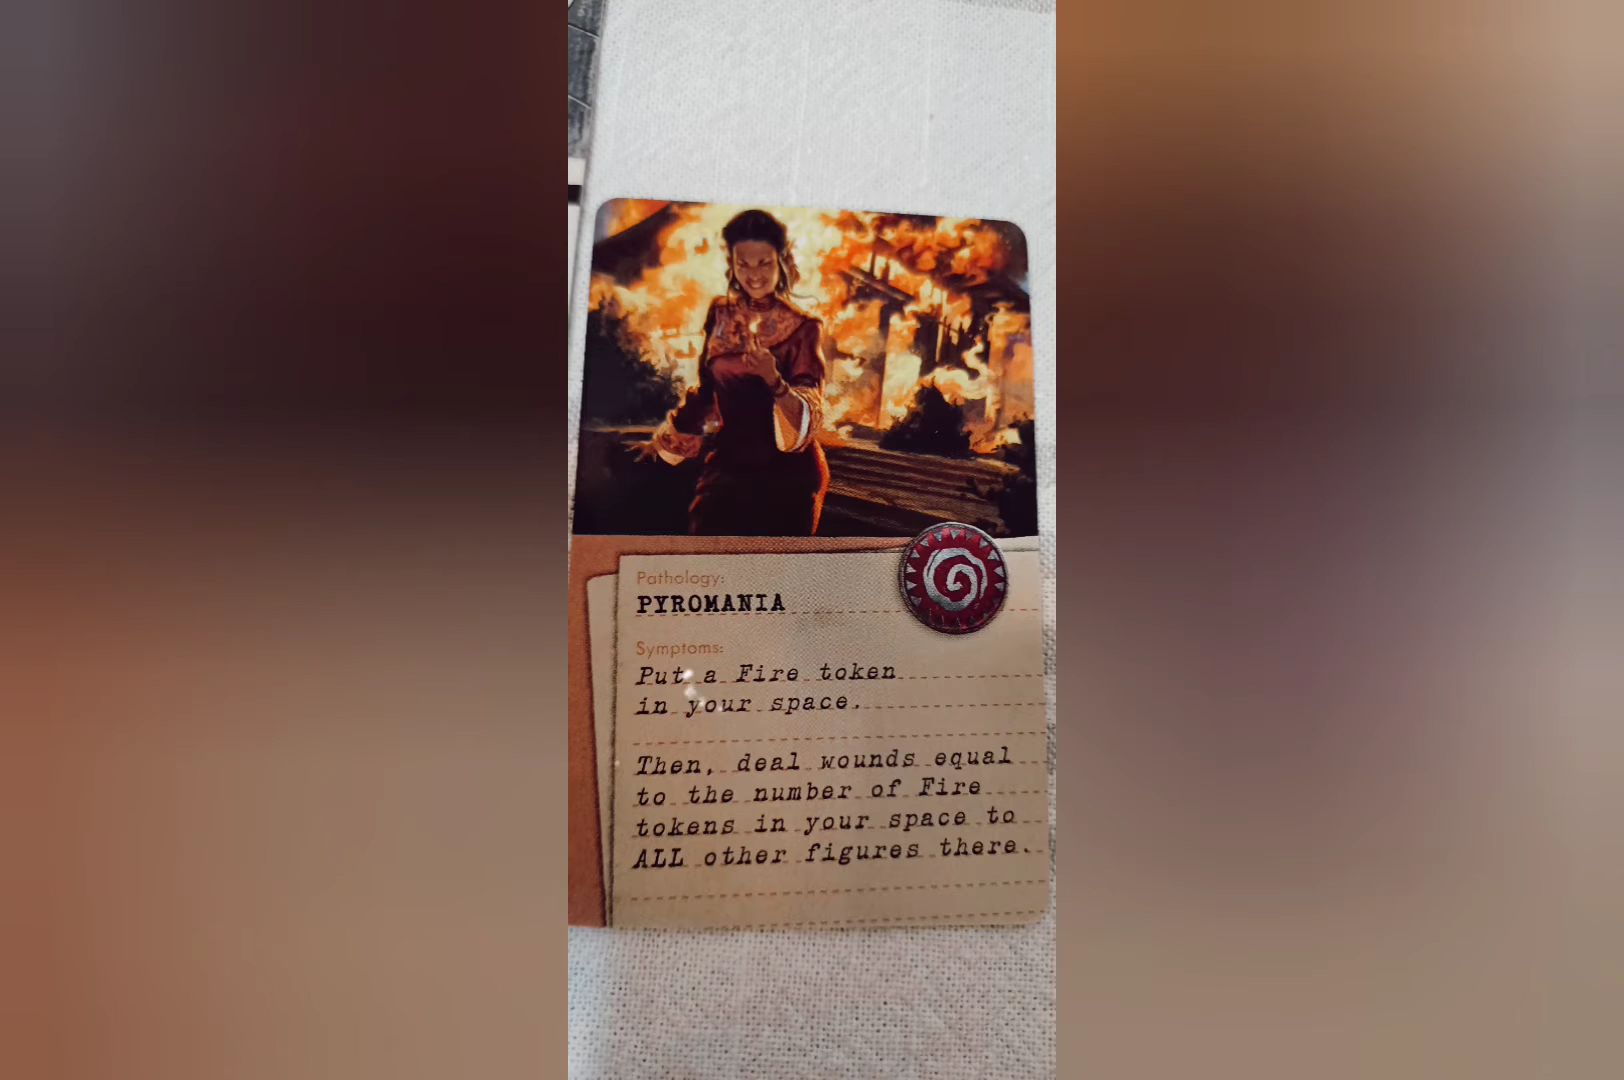 Pathology:
PYROMANIA
Symptoms:
Put a Fire token
in your space.
Then, deal wounds equal
to the number of Fire
tokens in your space to
ALL other figures there.